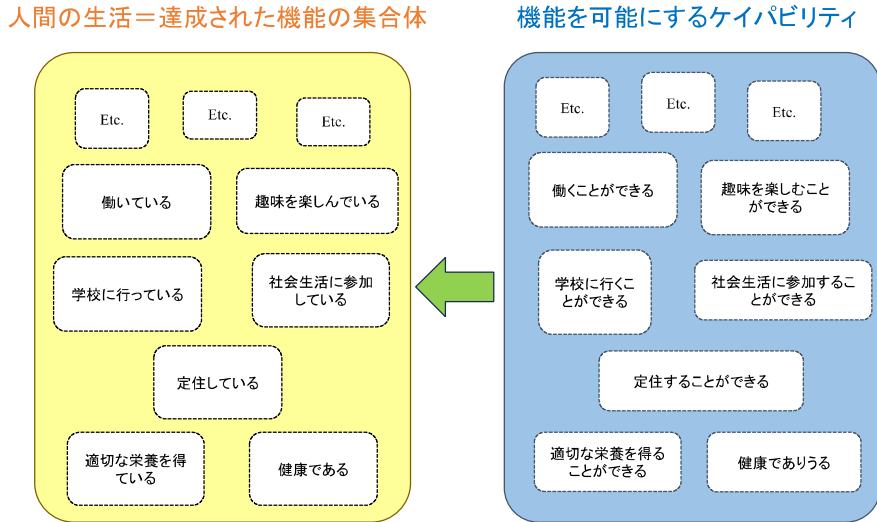 人間の生活＝達成された機能の集合体
Etc.
Etc.
Etc.
働いている
趣味を楽しんでいる
学校に行っている
社会生活に参加
している
定住している
適切な栄養を得
ている
健康である
機能を可能にするケイパビリティ
Etc.
Etc.
Etc.
働くことができる
趣味を楽しむこと
ができる
学校に行くこ
とができる
社会生活に参加するこ
とができる
定住することができる
適切な栄養を得る
ことができる
健康でありうる